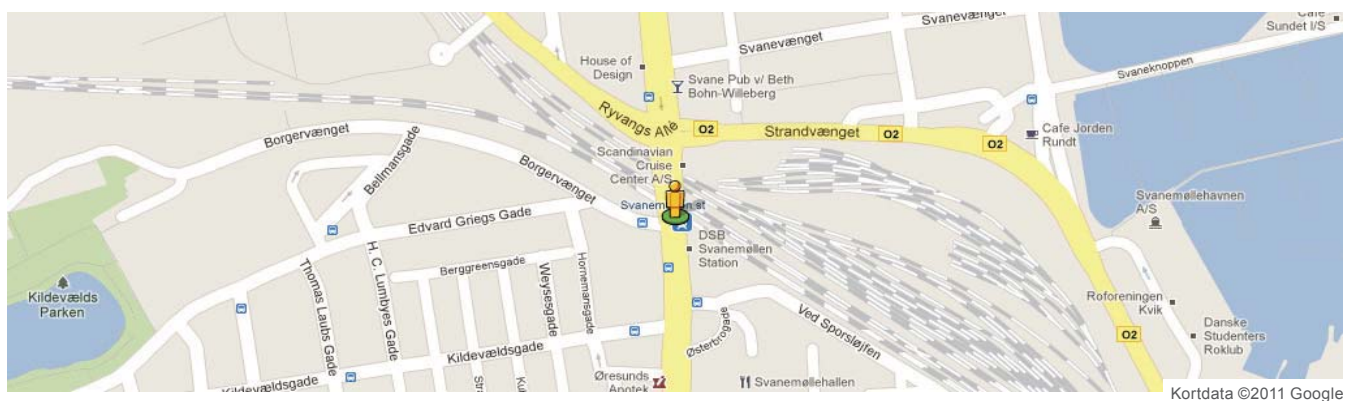 Svanevænget
Cafe
Sundet I/S
House of
Design
Svanevænget
Svane Pub v/ Beth
Bohn-Willeberg
Svaneknoppen
Ryvangs Allé
O2
Strandvænget
O2
O2
Cafe Jorden
Rundt
Borgervænget
Bellmansgade
Borgervænget
Scandinavian
Cruise
Center A/S
Svanemøllehavnen
A/S
Edvard Griegs Gade
DSB
Svanemøllen
Station
Berggreensgade
H. C. Lumbyes Gade
Thomas Laubs Gade
Weysesgade
Hornemansgade
Kildevælds
Parken
Ved Sporsløjfen
Østerbrogade
Roforeningen
Kvik
Danske
Studenters
Roklub
O2
Kildevældsgade
Kildevældsgade
Øresunds
Apotek
Svanemøllehallen
Kortdata ©2011 Google